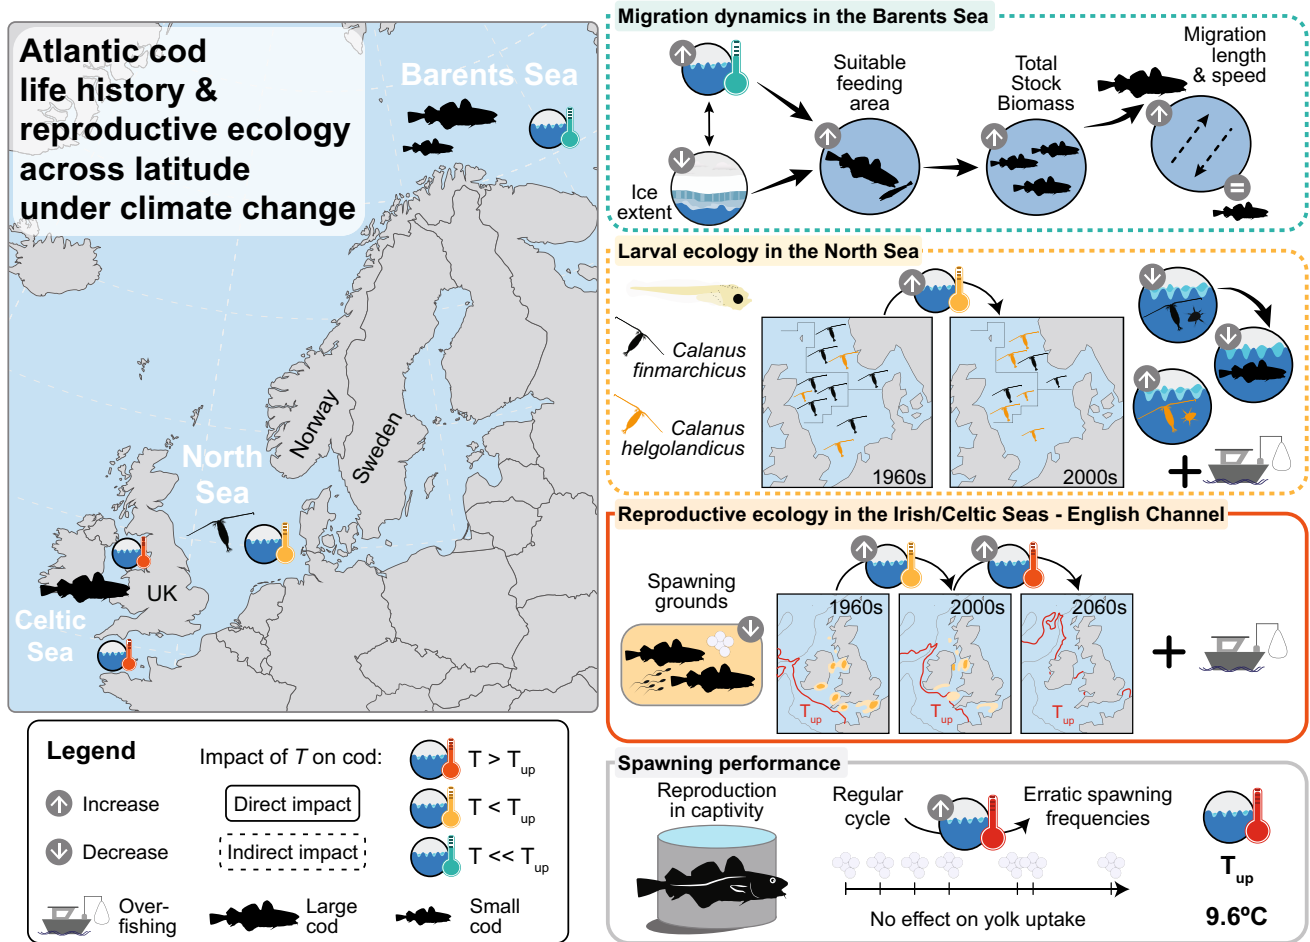 Atlantic cod
life history &
reproductive ecology
across latitude
under climate change
Barents Sea
Norway
Sweden
North
Sea
UK
Celtic
Sea
Legend
Increase
Decrease
Over-
fishing
Impact of T on cod:
Direct impact
Indirect impact
Large
cod
T > Tup
T < Tup
T << Tup
Small
cod
Migration dynamics in the Barents Sea
Ice
extent
Suitable
feeding
area
Total
Stock
Biomass
Migration
length
& speed
=
Larval ecology in the North Sea
Calanus
finmarchicus
Calanus
helgolandicus
1960s
2000s
+
Reproductive ecology in the Irish/Celtic Seas - English Channel
Spawning
grounds
1960s
Tup
2000s
Tup
2060s
Tup
+
Spawning performance
Reproduction
in captivity
Regular
cycle
Erratic spawning
frequencies
No effect on yolk uptake
Tup
9.6ºC